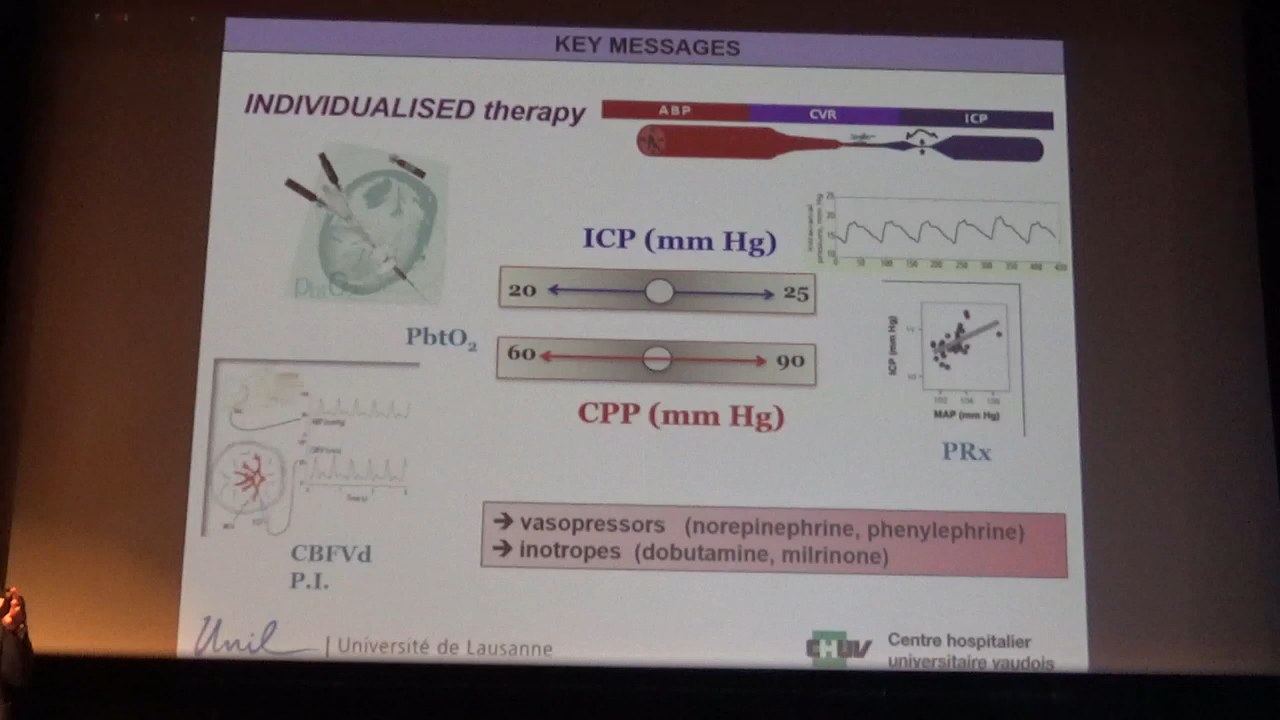 KEY MESSAGES
INDIVIDUALISED therapy
ABP CVR ICP
ICP (mm Hg)
20 25
PbtO₂
60 90
CPP (mm Hg)
ICP (mm Hg)
MAP (mm Hg)
PRx
CBFVd
P.I.
→ vasopressors (norepinephrine, phenylephrine)
→ inotropes (dobutamine, milrinone)
Unil | Université de Lausanne
CHUV Centre hospitalier
universitaire vaudois